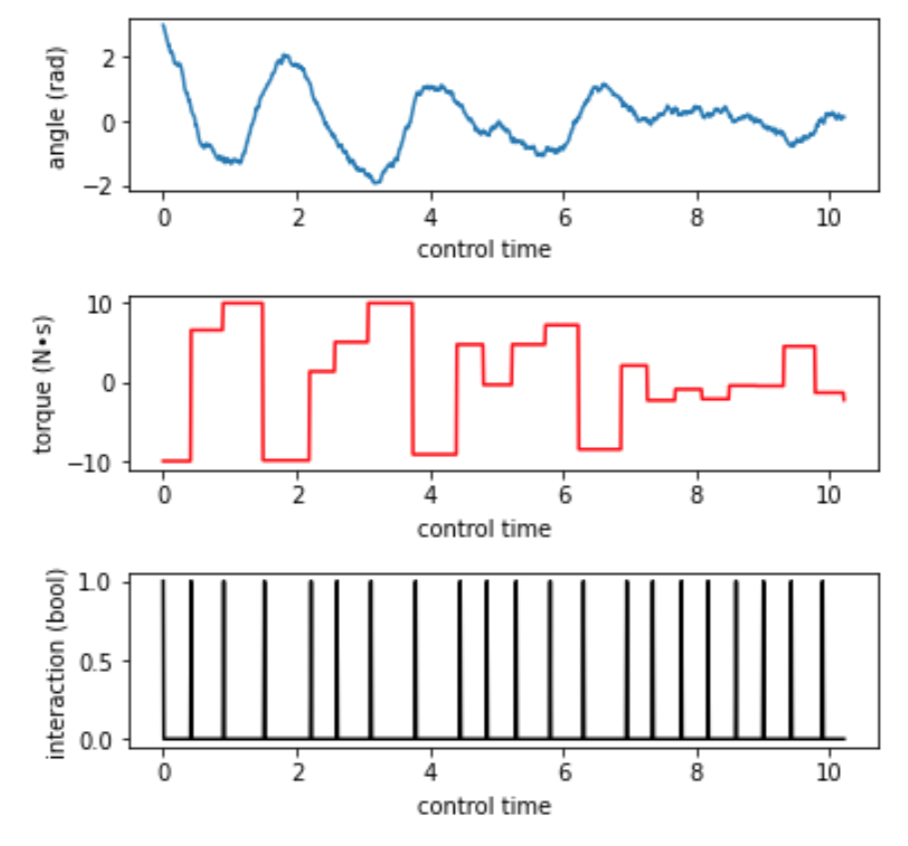 angle (rad)
2
0
−2
0 2 4 6 8 10
control time
torque (N•s)
10
0
−10
0 2 4 6 8 10
control time
interaction (bool)
1.0
0.5
0.0
0 2 4 6 8 10
control time